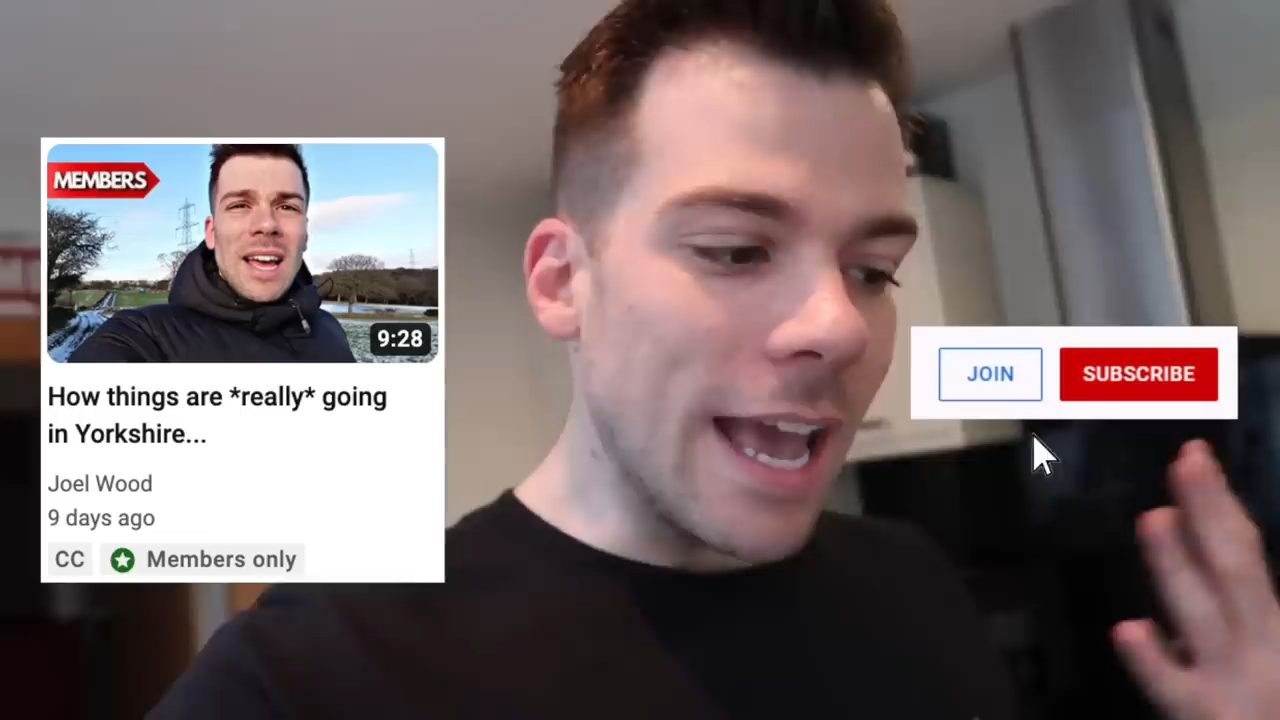 MEMBERS
9:28
How things are *really* going
in Yorkshire...
Joel Wood
9 days ago
CC Members only
JOIN SUBSCRIBE